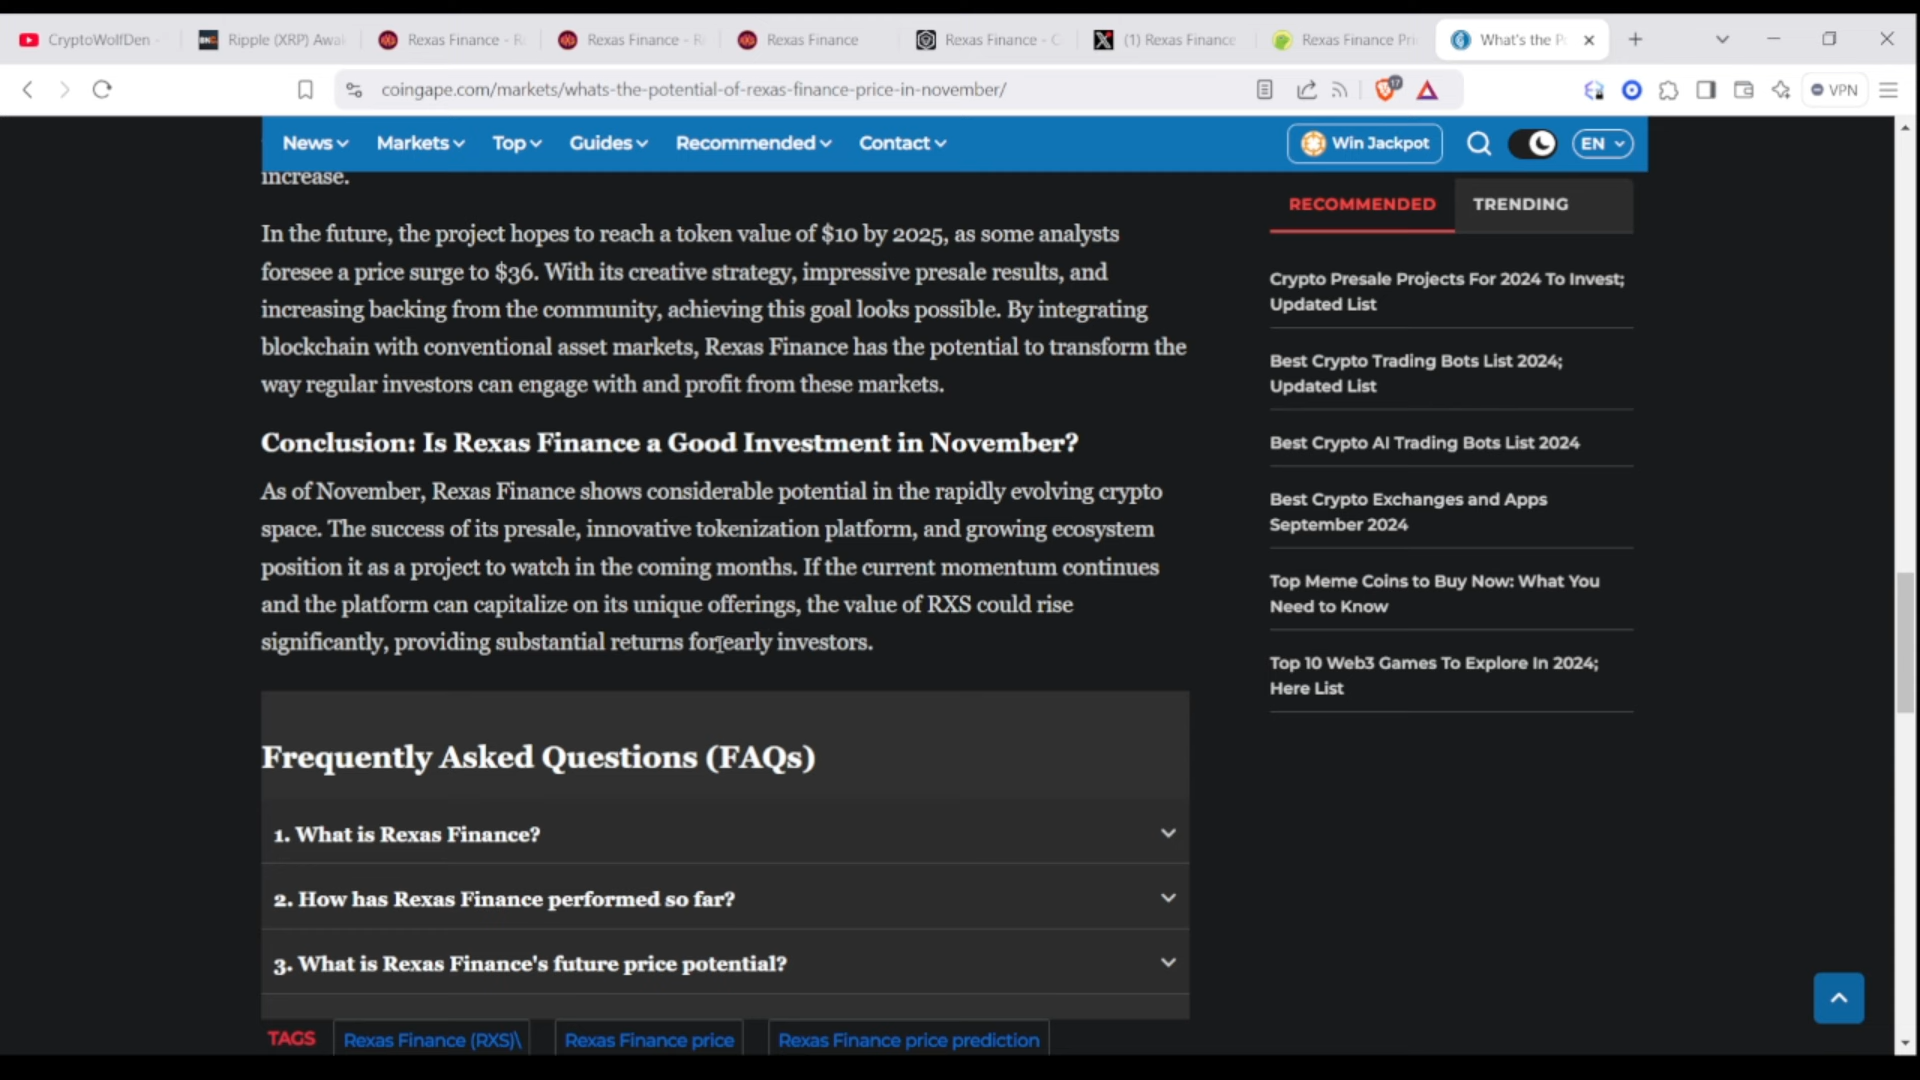 CryptoWolfDen -
Ripple (XRP) Awa
Rexas Finance - R
Rexas Finance - R
Rexas Finance
Rexas Finance - C
(1) Rexas Finance
Rexas Finance Pri
What's the P
coingape.com/markets/whats-the-potential-of-rexas-finance-price-in-november/
17
VPN
News
Markets
Top
Guides
Recommended
Contact
Win Jackpot
EN
increase.
In the future, the project hopes to reach a token value of $10 by 2025, as some analysts
foresee a price surge to $36. With its creative strategy, impressive presale results, and
increasing backing from the community, achieving this goal looks possible. By integrating
blockchain with conventional asset markets, Rexas Finance has the potential to transform the
way regular investors can engage with and profit from these markets.
Conclusion: Is Rexas Finance a Good Investment in November?
As of November, Rexas Finance shows considerable potential in the rapidly evolving crypto
space. The success of its presale, innovative tokenization platform, and growing ecosystem
position it as a project to watch in the coming months. If the current momentum continues
and the platform can capitalize on its unique offerings, the value of RXS could rise
significantly, providing substantial returns for early investors.
Frequently Asked Questions (FAQs)
1. What is Rexas Finance?
2. How has Rexas Finance performed so far?
3. What is Rexas Finance's future price potential?
TAGS
Rexas Finance (RXS)\
Rexas Finance price
Rexas Finance price prediction
RECOMMENDED
TRENDING
Crypto Presale Projects For 2024 To Invest;
Updated List
Best Crypto Trading Bots List 2024;
Updated List
Best Crypto AI Trading Bots List 2024
Best Crypto Exchanges and Apps
September 2024
Top Meme Coins to Buy Now: What You
Need to Know
Top 10 Web3 Games To Explore In 2024;
Here List